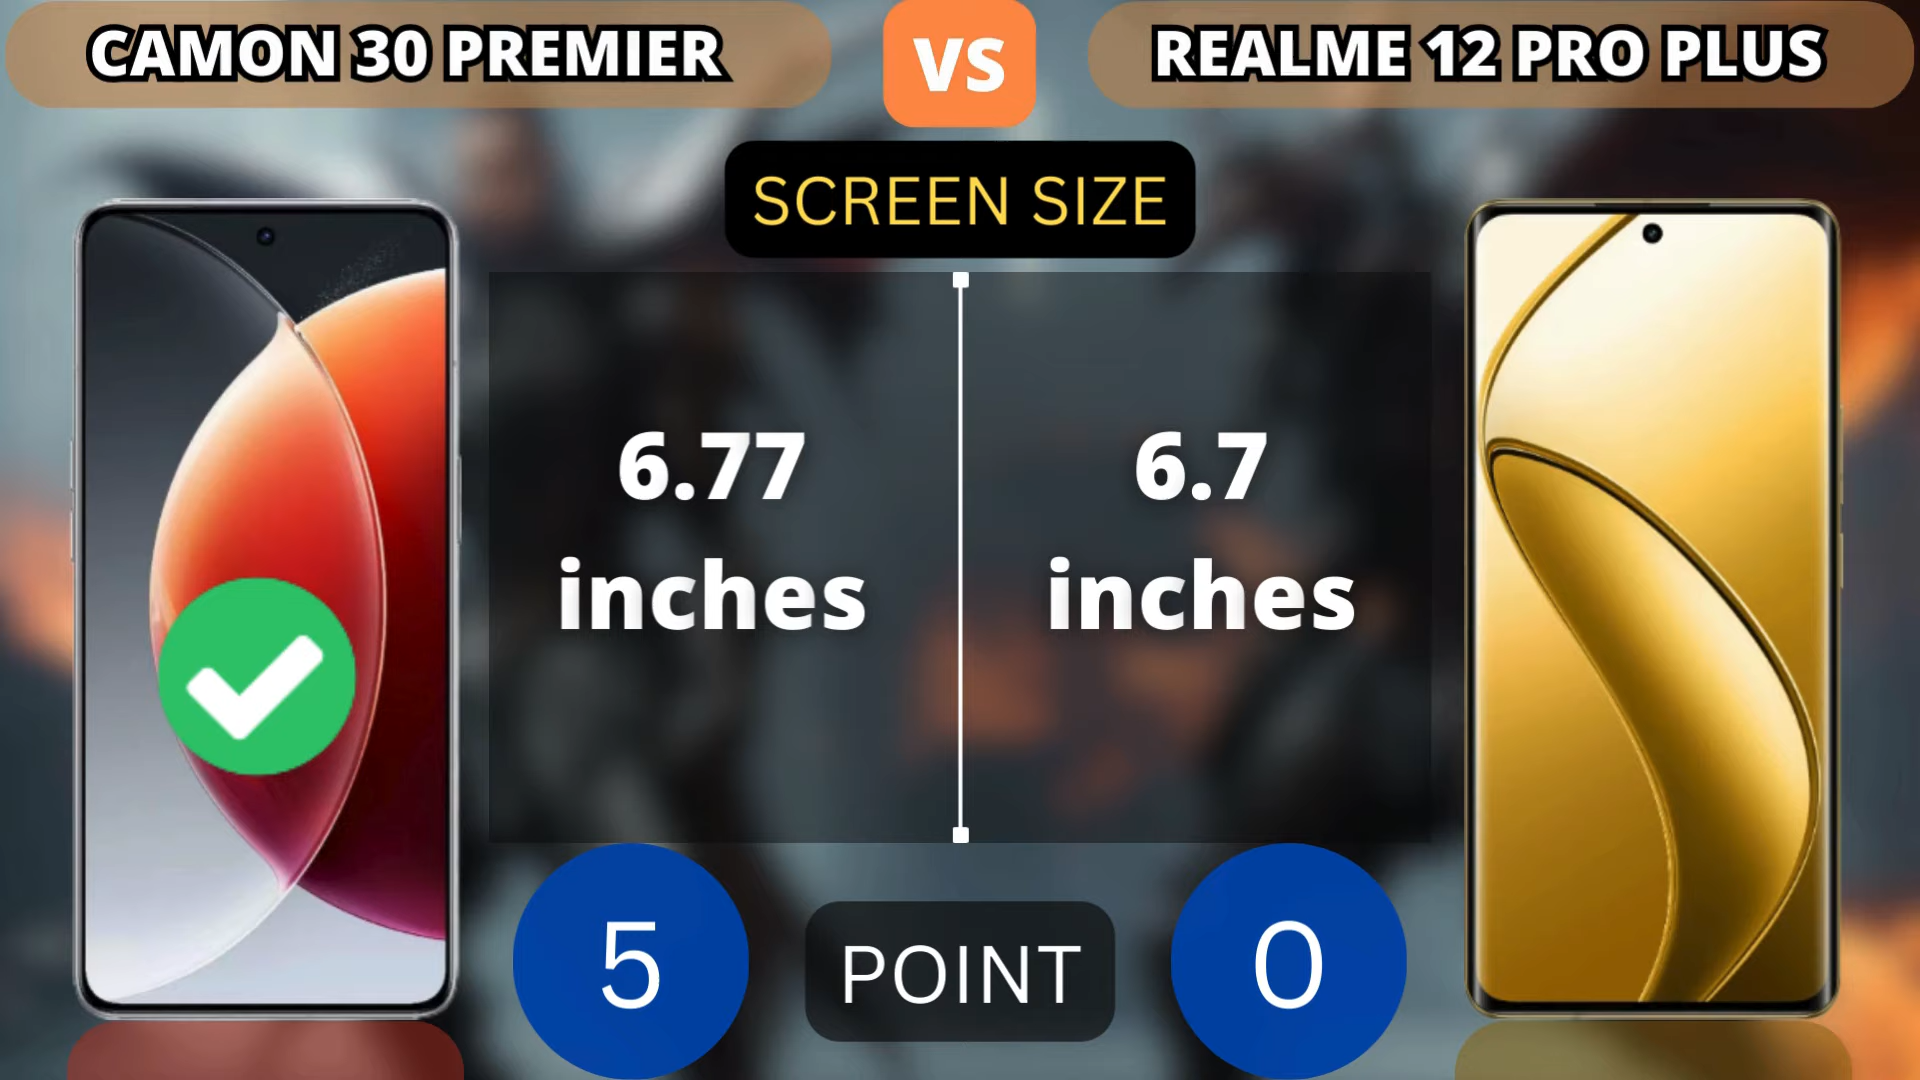 CAMON 30 PREMIER
VS
REALME 12 PRO PLUS
SCREEN SIZE
6.77
inches
6.7
inches
5
POINT
0